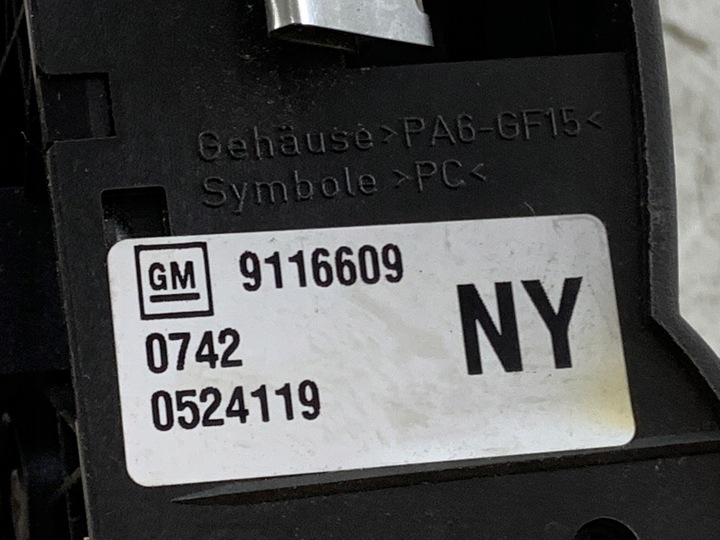 Gehäuse >PA6-GF15<
Symbole >PC<
GM 9116609
0742
0524119
NY